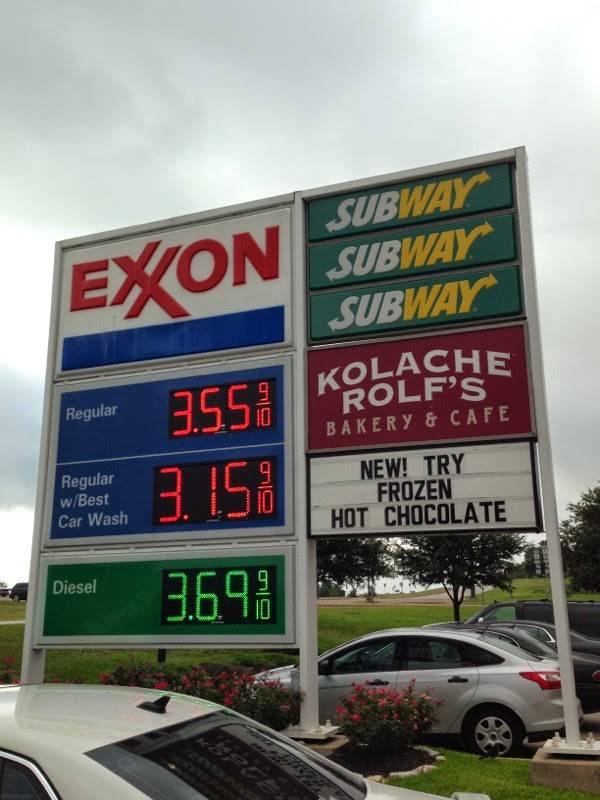 EXXON
Regular 3.55 9/10
Regular
w/Best
Car Wash 3.15 9/10
Diesel 3.69 9/10
SUBWAY
SUBWAY
SUBWAY
KOLACHE
ROLF'S
BAKERY & CAFE
NEW! TRY
FROZEN
HOT CHOCOLATE